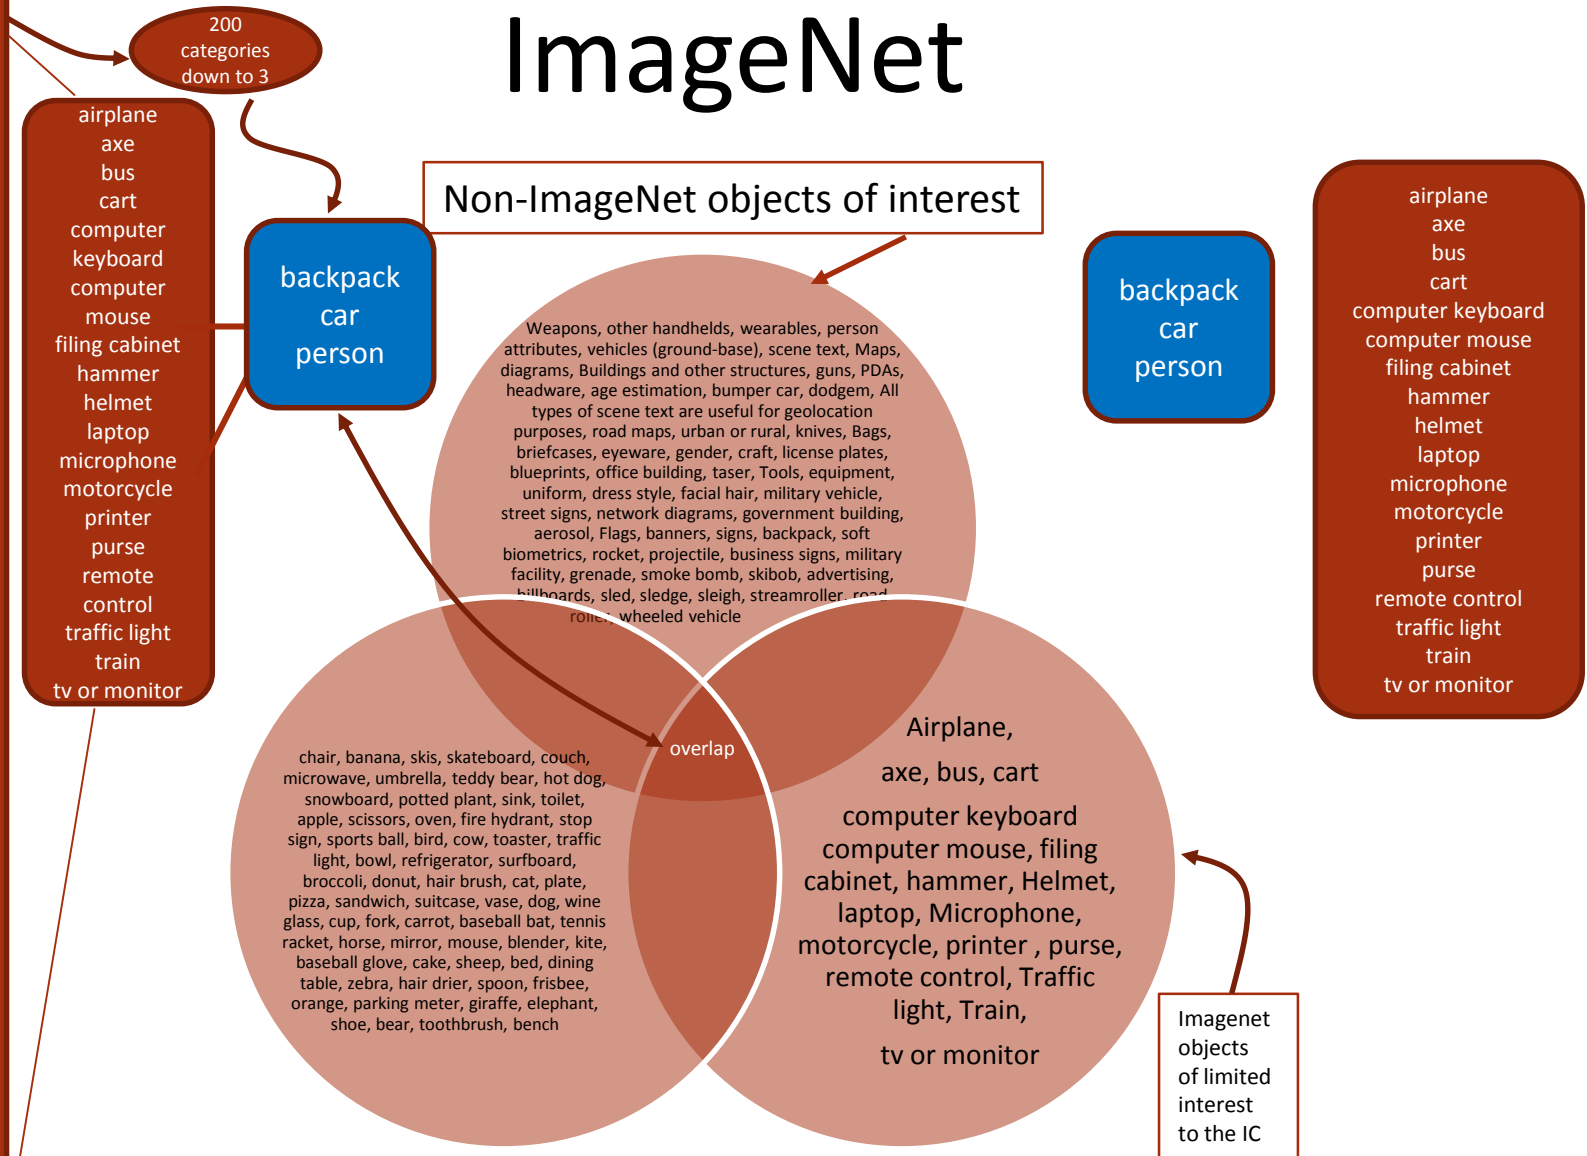 ImageNet
200
categories
down to 3
airplane
axe
bus
cart
computer
keyboard
computer
mouse
filing cabinet
hammer
helmet
laptop
microphone
motorcycle
printer
purse
remote
control
traffic light
train
tv or monitor
backpack
car
person
Non-ImageNet objects of interest
Weapons, other handhelds, wearables, person
attributes, vehicles (ground-base), scene text, Maps,
diagrams, Buildings and other structures, guns, PDAs,
headware, age estimation, bumper car, dodgem, All
types of scene text are useful for geolocation
purposes, road maps, urban or rural, knives, Bags,
briefcases, eyeware, gender, craft, license plates,
blueprints, office building, taser, Tools, equipment,
uniform, dress style, facial hair, military vehicle,
street signs, network diagrams, government building,
aerosol, Flags, banners, signs, backpack, soft
biometrics, rocket, projectile, business signs, military
facility, grenade, smoke bomb, skibob, advertising,
billboards, sled, sledge, sleigh, streamroller, road
roller, wheeled vehicle
overlap
chair, banana, skis, skateboard, couch,
microwave, umbrella, teddy bear, hot dog,
snowboard, potted plant, sink, toilet,
apple, scissors, oven, fire hydrant, stop
sign, sports ball, bird, cow, toaster, traffic
light, bowl, refrigerator, surfboard,
broccoli, donut, hair brush, cat, plate,
pizza, sandwich, suitcase, vase, dog, wine
glass, cup, fork, carrot, baseball bat, tennis
racket, horse, mirror, mouse, blender, kite,
baseball glove, cake, sheep, bed, dining
table, zebra, hair drier, spoon, frisbee,
orange, parking meter, giraffe, elephant,
shoe, bear, toothbrush, bench
Airplane,
axe, bus, cart
computer keyboard
computer mouse, filing
cabinet, hammer, Helmet,
laptop, Microphone,
motorcycle, printer , purse,
remote control, Traffic
light, Train,
tv or monitor
Imagenet
objects
of limited
interest
to the IC
backpack
car
person
airplane
axe
bus
cart
computer keyboard
computer mouse
filing cabinet
hammer
helmet
laptop
microphone
motorcycle
printer
purse
remote control
traffic light
train
tv or monitor